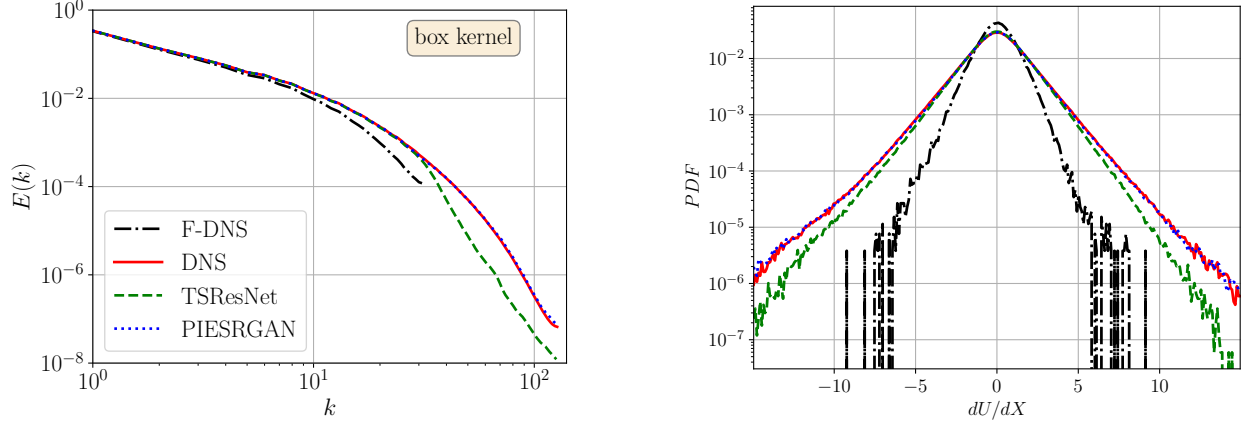 10^0
10^{-2}
10^{-4}
10^{-6}
10^{-8}
E(k)
box kernel
F-DNS
DNS
TSResNet
PIESRGAN
10^0
10^1
10^2
k
10^{-2}
10^{-3}
10^{-4}
10^{-5}
10^{-6}
10^{-7}
PDF
−10
−5
0
5
10
dU/dX